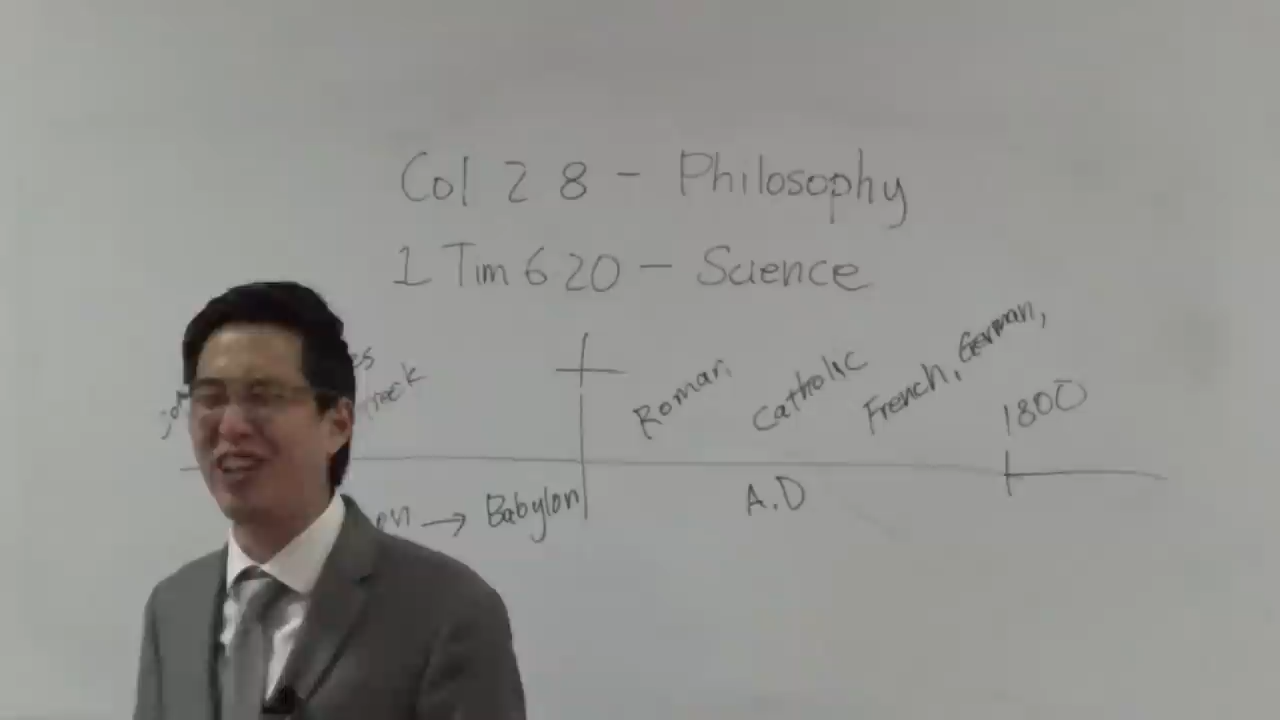 Col 2 8 - Philosophy
1 Tim 6 20 - Science
Roman, Catholic French, German,
1800
→ Babylon
A.D